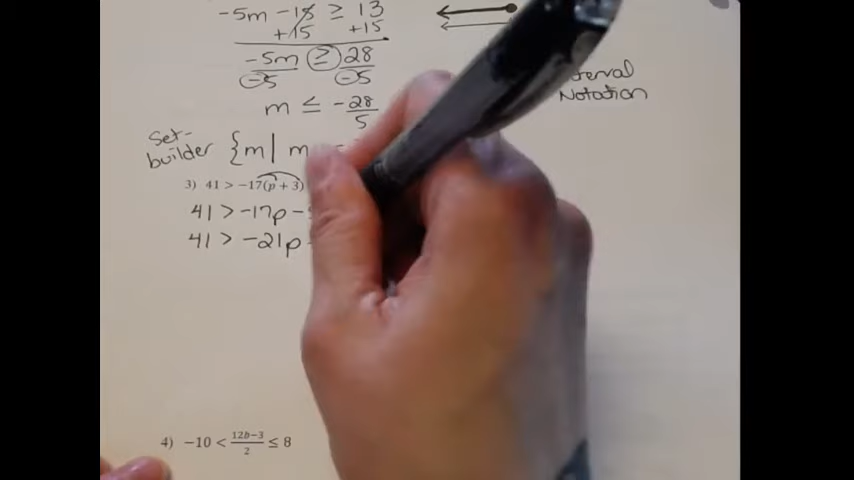 -5m - 15 ≥ 13
+15 +15
-5m ≥ 28
-5 -5
m ≤ -28/5
Notation
Set-
builder {m | m
3) 41 > -17(p + 3)
41 > -17p -
41 > -21p
4) -10 < (12b-3)/2 ≤ 8